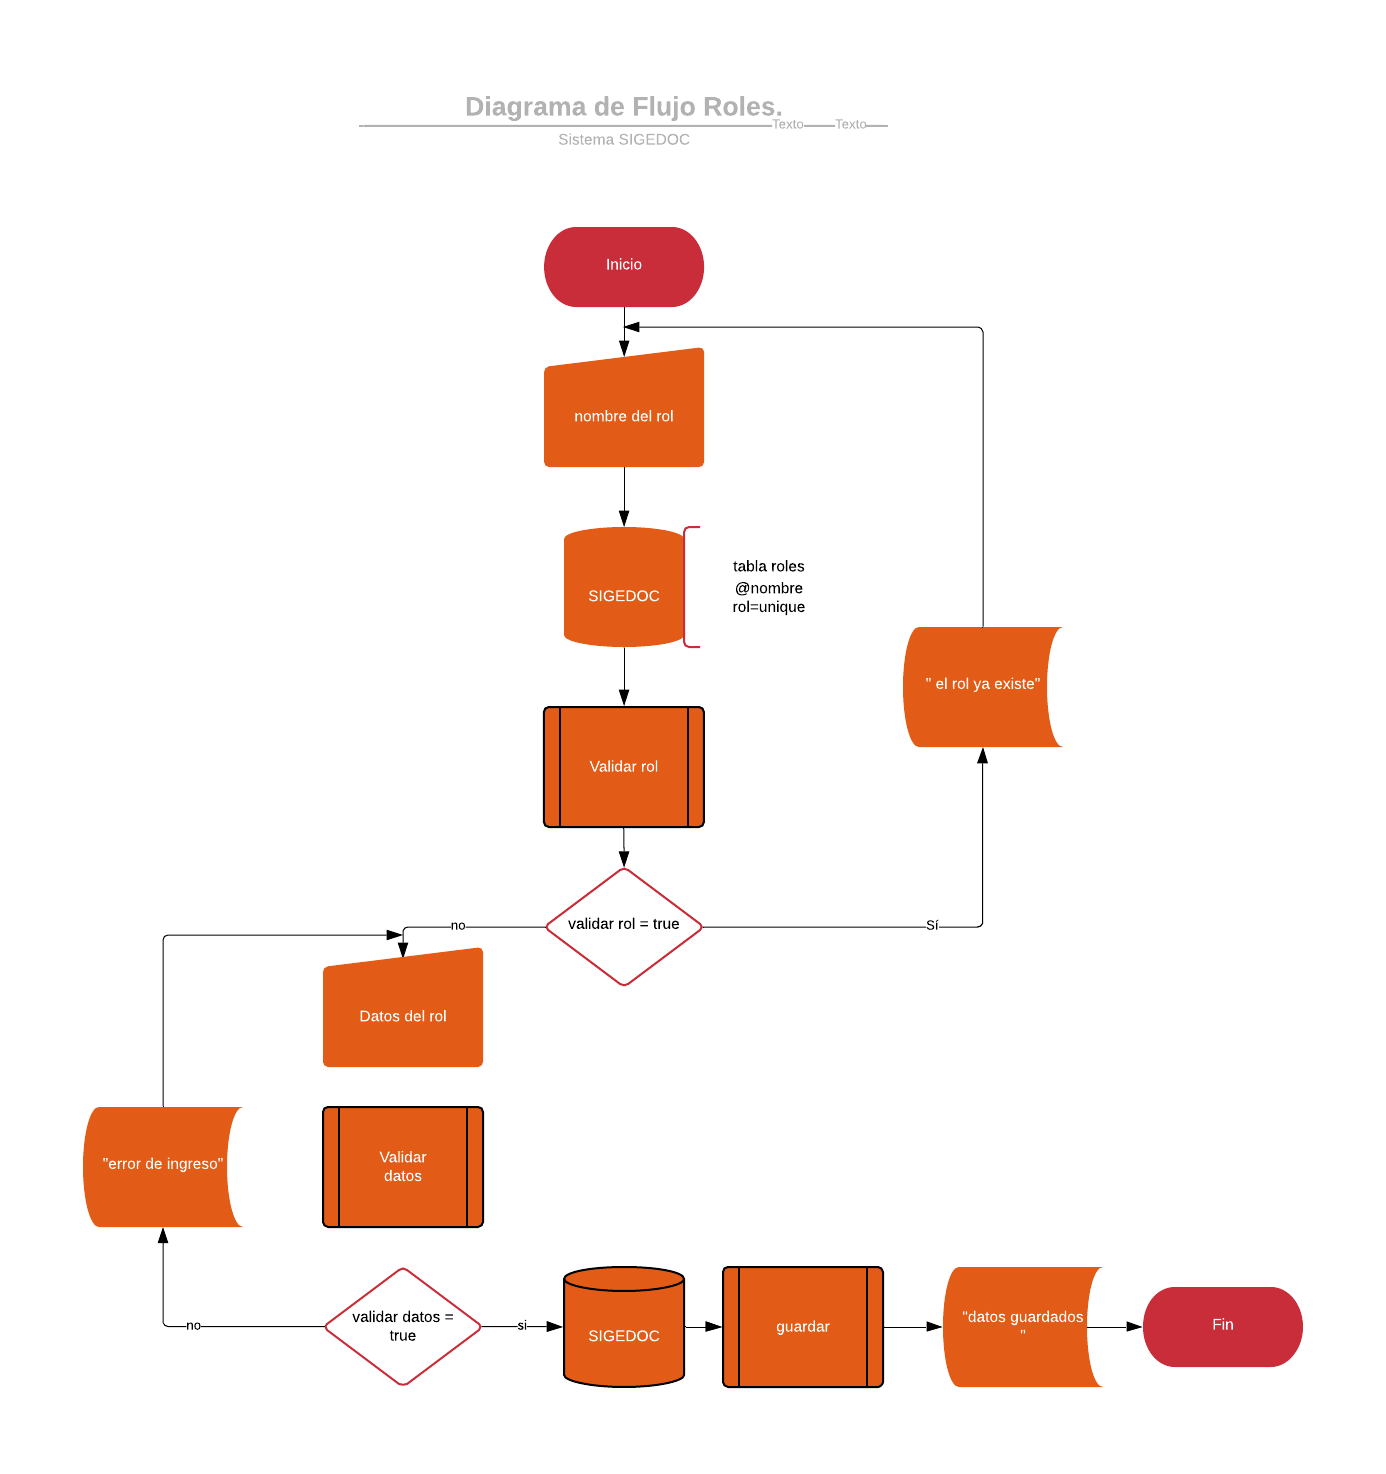 Diagrama de Flujo Roles.
Texto
Texto
Sistema SIGEDOC
Inicio
nombre del rol
SIGEDOC
tabla roles
@nombre
rol=unique
" el rol ya existe"
Validar rol
validar rol = true
no
Sí
Datos del rol
"error de ingreso"
Validar
datos
validar datos =
true
no
si
SIGEDOC
guardar
"datos guardados
"
Fin